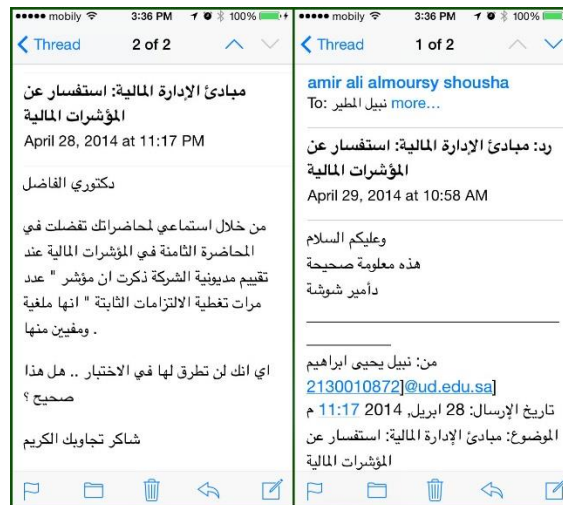 mobily 3:36 PM 100%
Thread 2 of 2
مبادئ الإدارة المالية: استفسار عن
المؤشرات المالية
April 28, 2014 at 11:17 PM
دكتوري الفاضل
من خلال استماعي لمحاضراتك تفضلت في
المحاضرة الثامنة في المؤشرات المالية عند
تقييم مديونية الشركة ذكرت ان مؤشر " عدد
مرات تغطية الالتزامات الثابتة " انها ملغية
ومفيين منها .
اي انك لن تطرق لها في الاختبار .. هل هذا
صحيح ؟
شاكر تجاوبك الكريم
mobily 3:36 PM 100%
Thread 1 of 2
amir ali almoursy shousha
To: نبيل المطير more...
رد: مبادئ الإدارة المالية: استفسار عن
المؤشرات المالية
April 29, 2014 at 10:58 AM
وعليكم السلام
هذه معلومة صحيحة
دأمير شوشة
من: نبيل يحيى ابراهيم
2130010872]@ud.edu.sa]
تاريخ الإرسال: 28 ابريل, 2014 11:17 م
الموضوع: مبادئ الإدارة المالية: استفسار عن
المؤشرات المالية